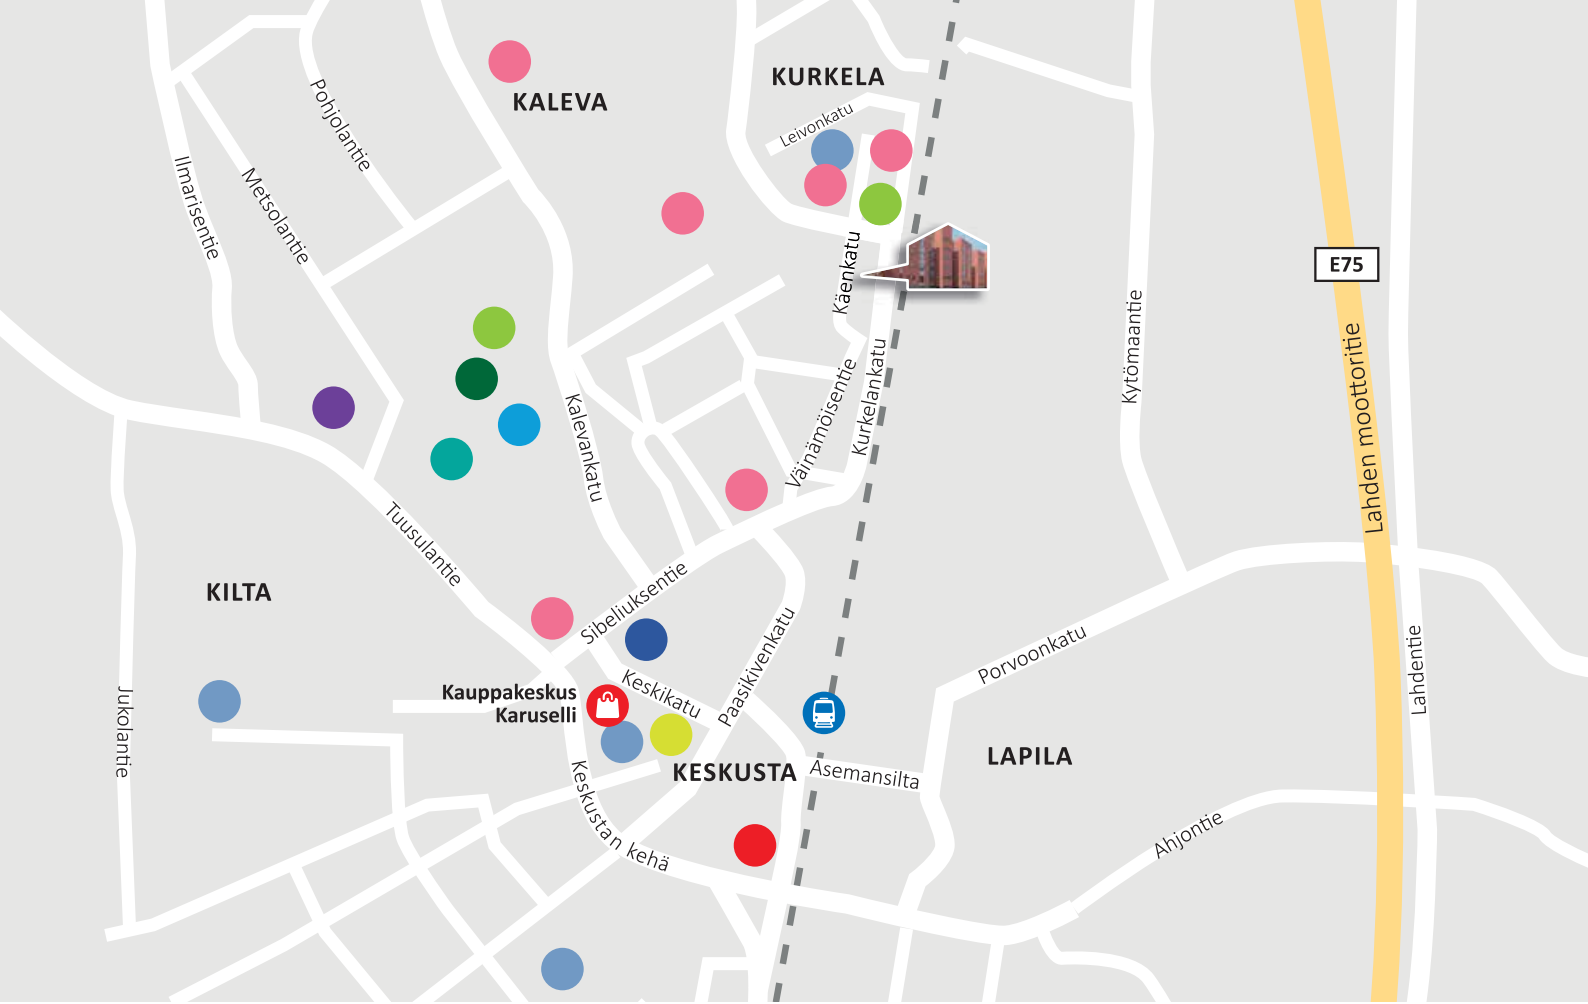 KURKELA
KALEVA
Leivonkatu
Pohjolantie
Ilmarisentie
Metsolantie
Käenkatu
E75
Kytömaantie
Lahden moottoritie
Väinämöisentie
Kurkelankatu
Kalevankatu
Tuusulantie
KILTA
Sibeliuksentie
Paasikivenkatu
Porvoonkatu
Lahdentie
Keskikatu
Kauppakeskus
Karuselli
Jukolantie
KESKUSTA
Asemansilta
LAPILA
Keskustan kehä
Ahjontie